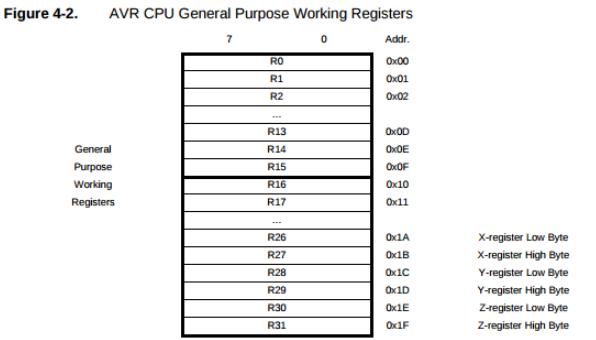 Figure 4-2. AVR CPU General Purpose Working Registers
7 0 Addr.
R0 0x00
R1 0x01
R2 0x02
...
R13 0x0D
General R14 0x0E
Purpose R15 0x0F
Working R16 0x10
Registers R17 0x11
...
R26 0x1A X-register Low Byte
R27 0x1B X-register High Byte
R28 0x1C Y-register Low Byte
R29 0x1D Y-register High Byte
R30 0x1E Z-register Low Byte
R31 0x1F Z-register High Byte